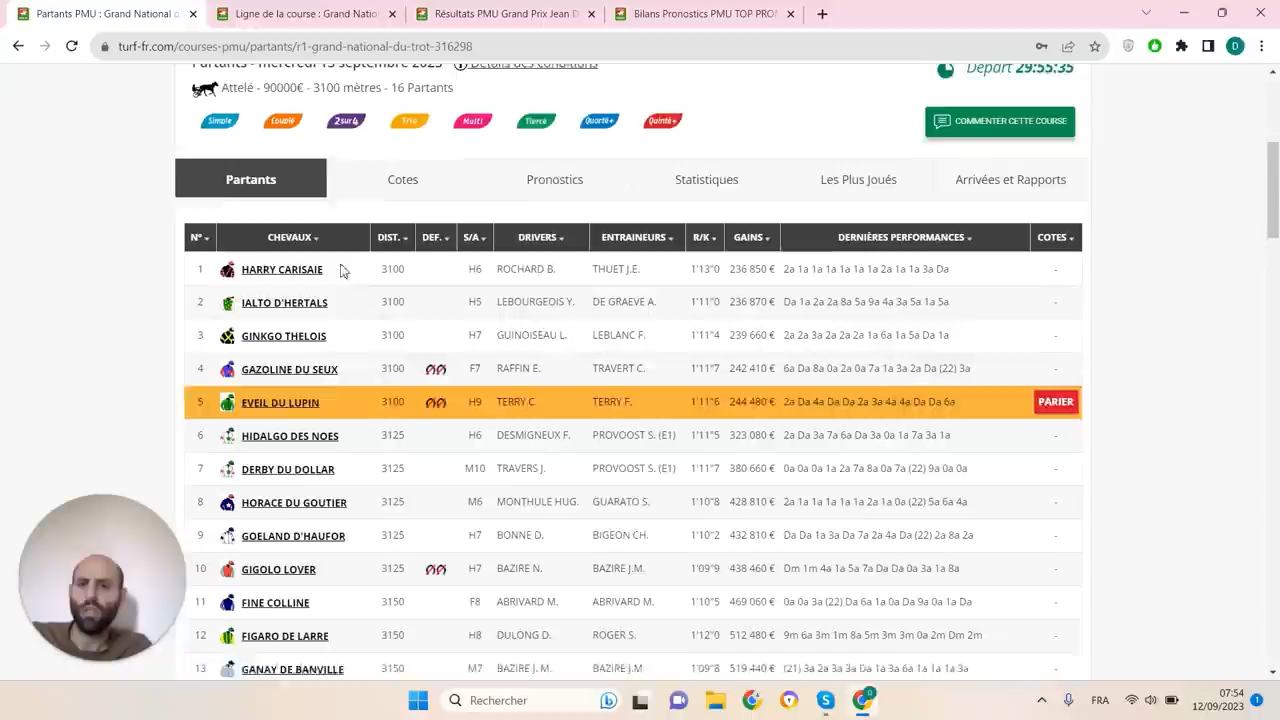 Partants PMU : Grand National d
Ligne de la course : Grand Natio
Résultats PMU Grand Prix Jean D
Bilans Pronostics
turf-fr.com/courses-pmu/partants/r1-grand-national-du-trot-316298
D
Départ 29:55:35
Attelé - 90000€ - 3100 mètres - 16 Partants
Simple Couplé 2sur4 Trio Multi Tiercé Quarté+ Quinté+
COMMENTER CETTE COURSE
Partants Cotes Pronostics Statistiques Les Plus Joués Arrivées et Rapports
N° CHEVAUX DIST. DEF. S/A DRIVERS ENTRAINEURS R/K GAINS DERNIÈRES PERFORMANCES COTES
1 HARRY CARISAIE 3100 H6 ROCHARD B. THUET J.E. 1'13"0 236 850 € 2a 1a 1a 1a 1a 1a 2a 1a 1a 3a Da -
2 IALTO D'HERTALS 3100 H5 LEBOURGEOIS Y. DE GRAEVE A. 1'11"0 236 870 € Da 1a 2a 2a 8a 5a 9a 4a 3a 5a 1a 5a -
3 GINKGO THELOIS 3100 H7 GUINOISEAU L. LEBLANC F. 1'11"4 239 660 € 2a 2a 3a 2a 2a 2a 1a 6a 1a 5a Da 1a -
4 GAZOLINE DU SEUX 3100 F7 RAFFIN E. TRAVERT C. 1'11"7 242 410 € 6a Da 8a 0a 2a 0a 7a 1a 3a 2a Da (22) 3a -
5 EVEIL DU LUPIN 3100 H9 TERRY C. TERRY F. 1'11"6 244 480 € 2a Da 4a Da Da 2a 3a 4a 4a Da Da 6a PARIER
6 HIDALGO DES NOES 3125 H6 DESMIGNEUX F. PROVOOST S. (E1) 1'11"5 323 080 € 2a Da 3a 7a 6a Da 3a 0a 1a 7a 3a 1a -
7 DERBY DU DOLLAR 3125 M10 TRAVERS J. PROVOOST S. (E1) 1'11"7 380 660 € 0a 0a 0a 1a 2a 7a 8a 0a 7a (22) 9a 0a 0a -
8 HORACE DU GOUTIER 3125 M6 MONTHULE HUG. GUARATO S. 1'10"8 428 810 € 2a 1a 1a 1a 1a 1a 2a 1a 0a (22) 5a 6a 4a -
9 GOELAND D'HAUFOR 3125 H7 BONNE D. BIGEON CH. 1'10"2 432 810 € Da Da 1a 3a Da 7a 2a 4a Da (22) 2a 8a 2a -
10 GIGOLO LOVER 3125 H7 BAZIRE N. BAZIRE J.M. 1'09"9 438 460 € Dm 1m 4a 1a 5a 7a Da Da 0a 3a 1a 8a -
11 FINE COLLINE 3150 F8 ABRIVARD M. ABRIVARD M. 1'10"5 469 060 € 0a 0a 3a (22) Da 6a 1a 0a Da 9a 0a 1a Da -
12 FIGARO DE LARRE 3150 H8 DULONG D. ROGER S. 1'12"0 512 480 € 9m 6a 3m 1m 8a 5m 3m 3m 0a 2m Dm 2m -
13 GANAY DE BANVILLE 3150 M7 BAZIRE J. M. BAZIRE J.M. 1'09"8 519 440 € (21) 3a 2a 3a 3a Da 1a 3a 6a 1a 1a 1a 3a -
Rechercher
FRA
07:54
12/09/2023
1
0